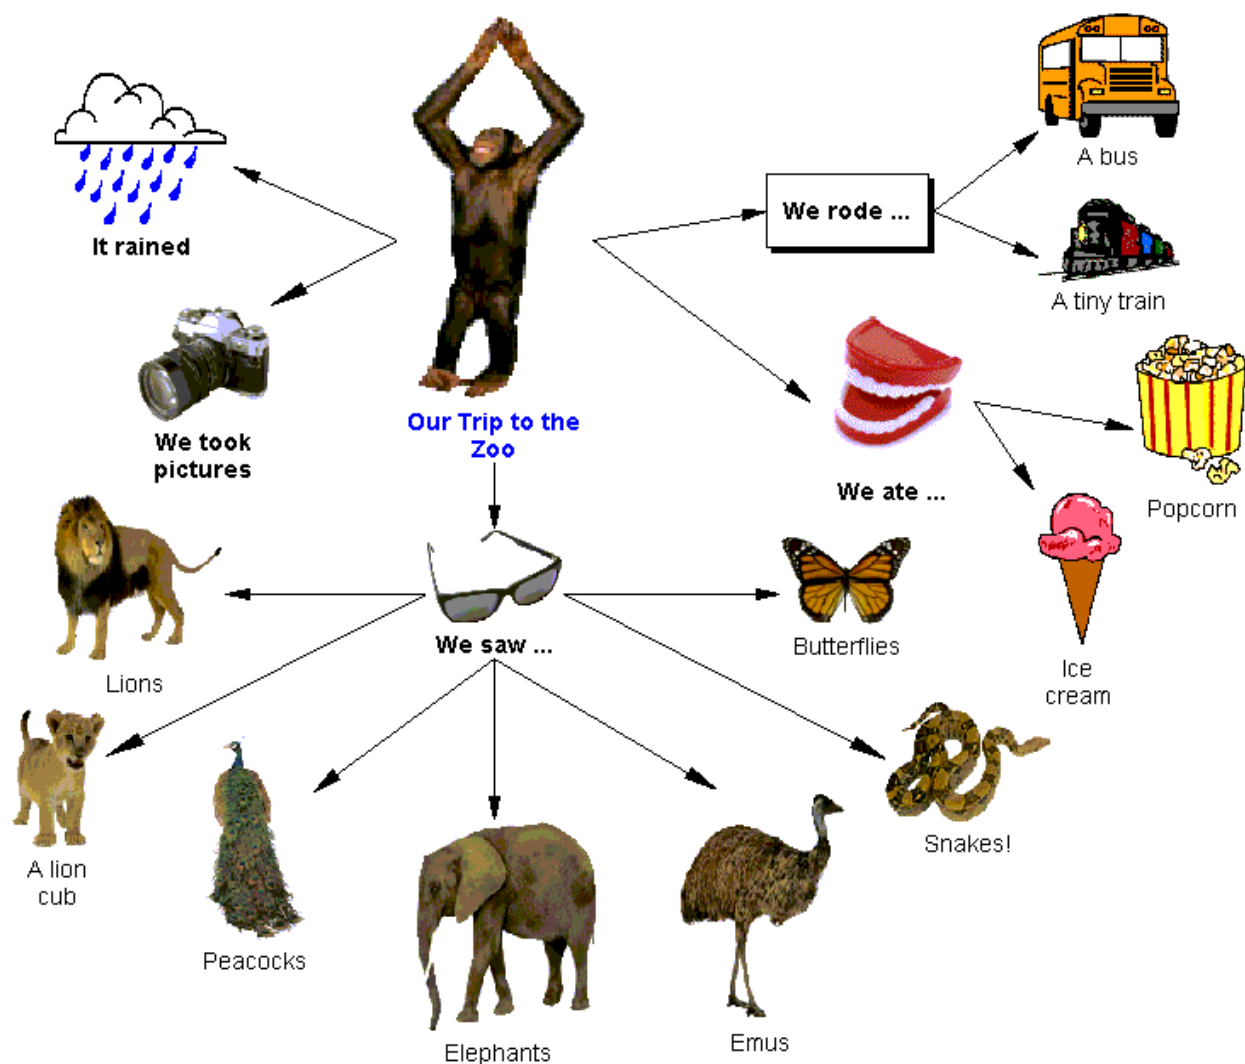 A bus
We rode ...
It rained
A tiny train
Our Trip to the
Zoo
We took
pictures
We ate ...
Popcorn
We saw ...
Butterflies
Ice
cream
Lions
Snakes!
A lion
cub
Peacocks
Elephants
Emus